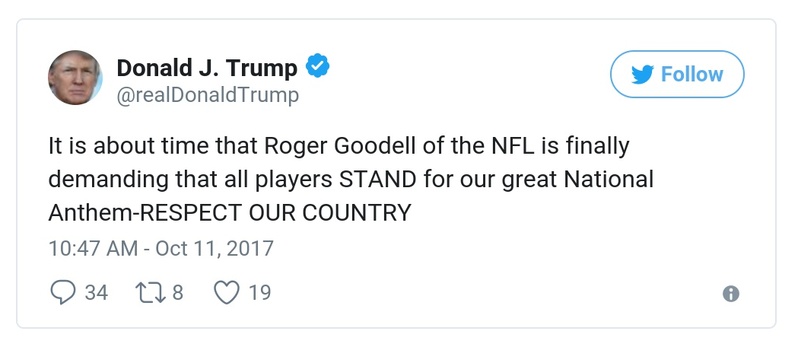 Donald J. Trump
@realDonaldTrump
Follow
It is about time that Roger Goodell of the NFL is finally
demanding that all players STAND for our great National
Anthem-RESPECT OUR COUNTRY
10:47 AM - Oct 11, 2017
34 8 19